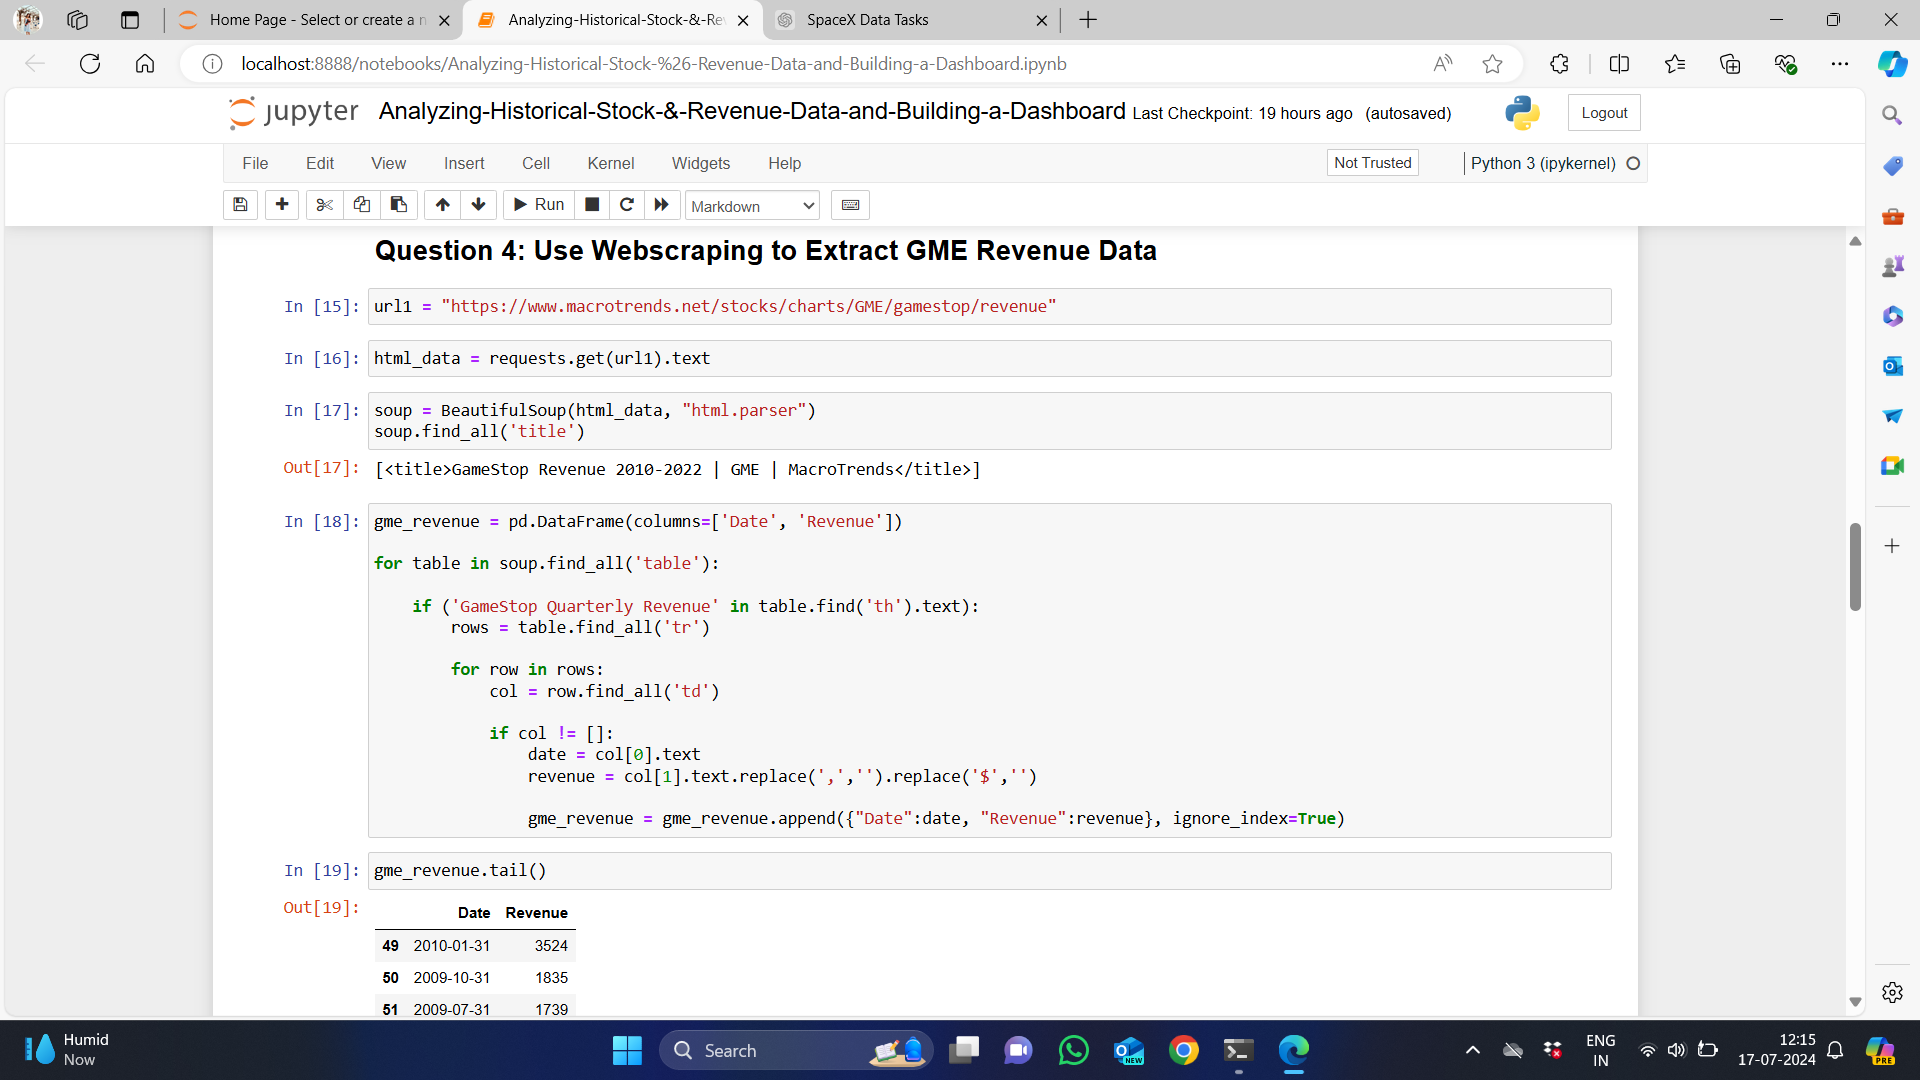 Home Page - Select or create a n
Analyzing-Historical-Stock-&-Re
SpaceX Data Tasks
localhost:8888/notebooks/Analyzing-Historical-Stock-%26-Revenue-Data-and-Building-a-Dashboard.ipynb
jupyter Analyzing-Historical-Stock-&-Revenue-Data-and-Building-a-Dashboard Last Checkpoint: 19 hours ago (autosaved) Logout
File Edit View Insert Cell Kernel Widgets Help Not Trusted Python 3 (ipykernel)
Run Markdown
Question 4: Use Webscraping to Extract GME Revenue Data
In [15]: url1 = "https://www.macrotrends.net/stocks/charts/GME/gamestop/revenue"
In [16]: html_data = requests.get(url1).text
In [17]: soup = BeautifulSoup(html_data, "html.parser")
soup.find_all('title')
Out[17]: [<title>GameStop Revenue 2010-2022 | GME | MacroTrends</title>]
In [18]: gme_revenue = pd.DataFrame(columns=['Date', 'Revenue'])
for table in soup.find_all('table'):
if ('GameStop Quarterly Revenue' in table.find('th').text):
rows = table.find_all('tr')
for row in rows:
col = row.find_all('td')
if col != []:
date = col[0].text
revenue = col[1].text.replace(',','').replace('$','')
gme_revenue = gme_revenue.append({"Date":date, "Revenue":revenue}, ignore_index=True)
In [19]: gme_revenue.tail()
Out[19]:
Date Revenue
49 2010-01-31 3524
50 2009-10-31 1835
51 2009-07-31 1739
Humid
Now
Search
NEW
ENG
IN
12:15
17-07-2024
PRE